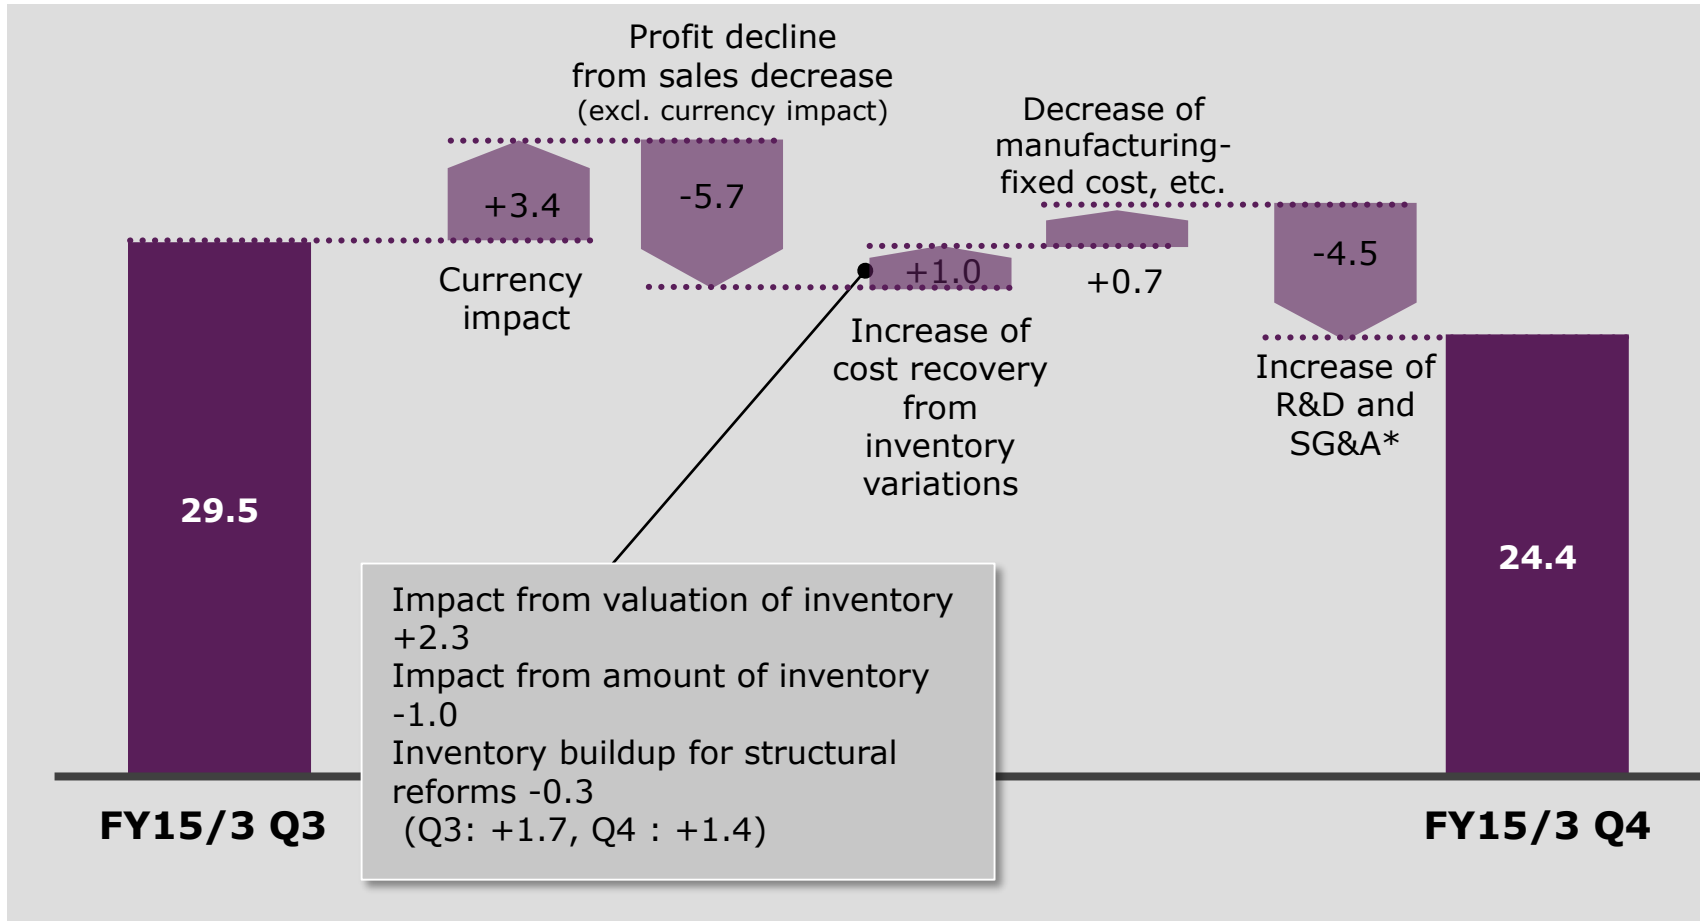 Profit decline
from sales decrease
(excl. currency impact)
Decrease of
manufacturing-
fixed cost, etc.
+3.4
-5.7
+1.0
+0.7
-4.5
Currency
impact
Increase of
cost recovery
from
inventory
variations
Increase of
R&D and
SG&A*
29.5
24.4
Impact from valuation of inventory
+2.3
Impact from amount of inventory
-1.0
Inventory buildup for structural
reforms -0.3
(Q3: +1.7, Q4 : +1.4)
FY15/3 Q3
FY15/3 Q4